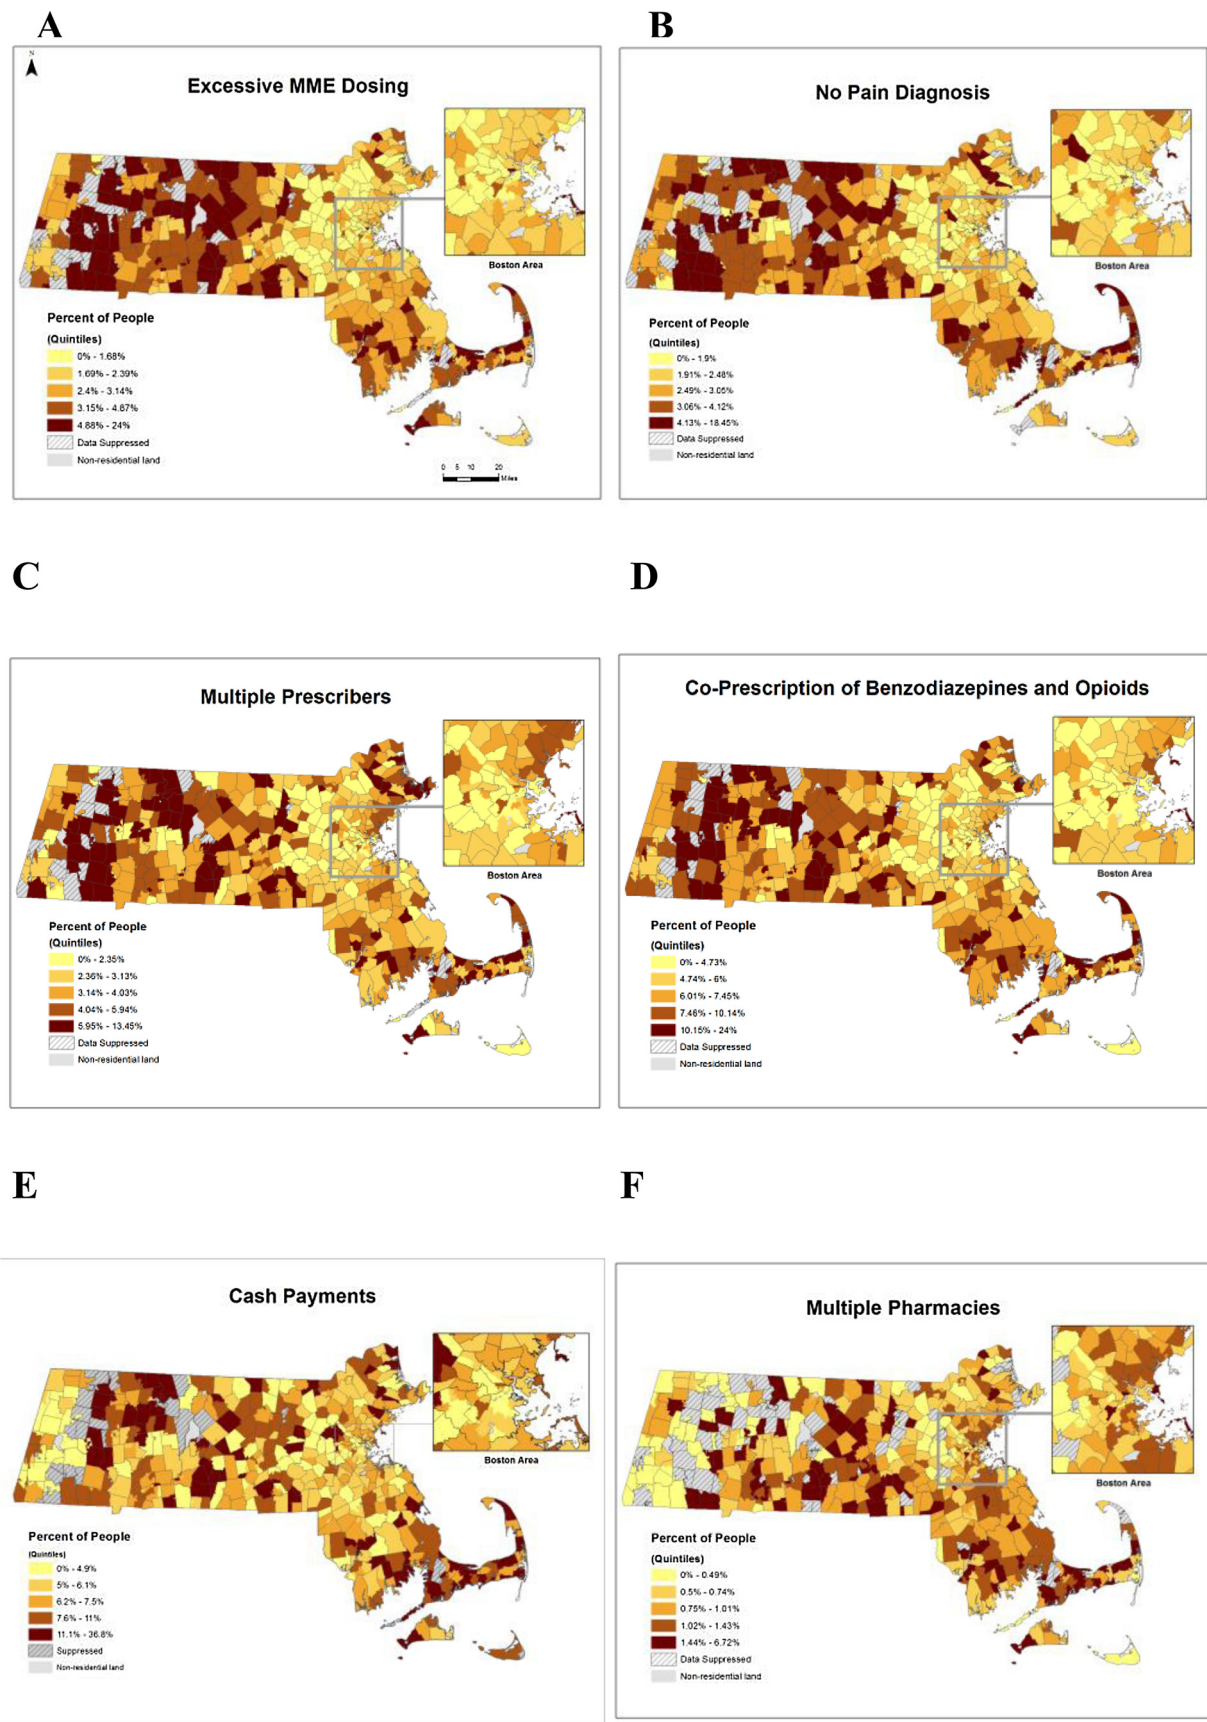 A
B
N
Excessive MME Dosing
No Pain Diagnosis
Boston Area
Boston Area
Percent of People
(Quintiles)
0% - 1.68%
1.69% - 2.39%
2.4% - 3.14%
3.15% - 4.87%
4.88% - 24%
Data Suppressed
Non-residential land
0 5 10 20
Miles
Percent of People
(Quintiles)
0% - 1.9%
1.91% - 2.48%
2.49% - 3.05%
3.06% - 4.12%
4.13% - 18.45%
Data Suppressed
Non-residential land
C
D
Multiple Prescribers
Co-Prescription of Benzodiazepines and Opioids
Boston Area
Boston Area
Percent of People
(Quintiles)
0% - 2.35%
2.36% - 3.13%
3.14% - 4.03%
4.04% - 5.94%
5.95% - 13.45%
Data Suppressed
Non-residential land
Percent of People
(Quintiles)
0% - 4.73%
4.74% - 6%
6.01% - 7.45%
7.46% - 10.14%
10.15% - 24%
Data Suppressed
Non-residential land
E
F
Cash Payments
Multiple Pharmacies
Boston Area
Boston Area
Percent of People
(Quintiles)
0% - 4.9%
5% - 6.1%
6.2% - 7.5%
7.6% - 11%
11.1% - 36.8%
Suppressed
Non-residential land
Percent of People
(Quintiles)
0% - 0.49%
0.5% - 0.74%
0.75% - 1.01%
1.02% - 1.43%
1.44% - 6.72%
Data Suppressed
Non-residential land